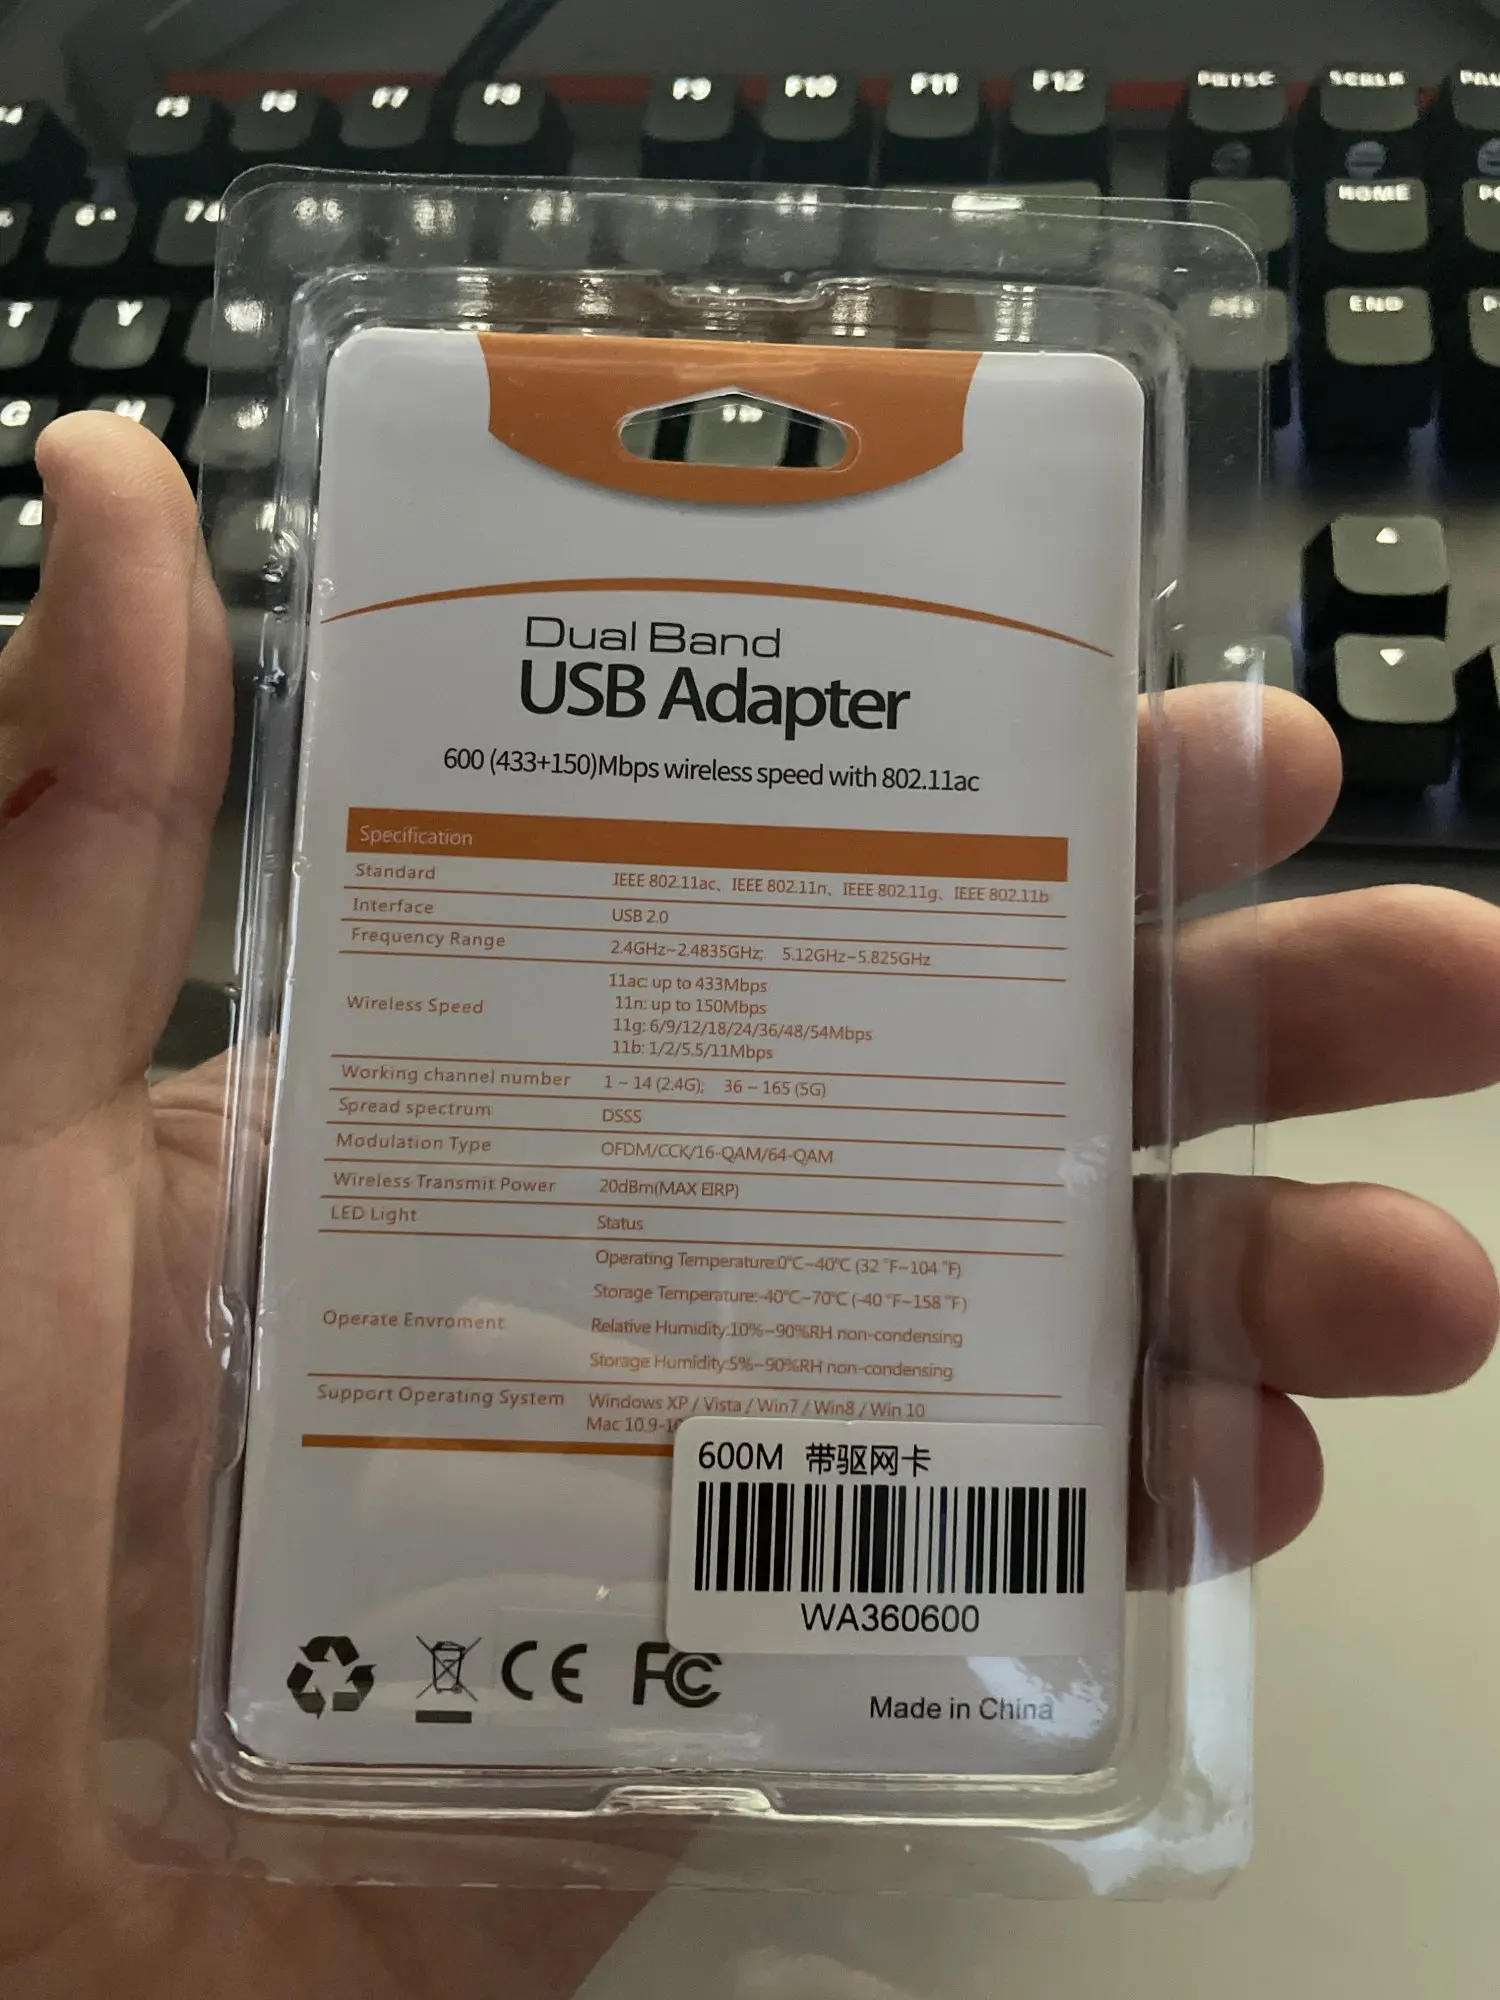 F5 F6 F7 F8 F9 F10 F11 F12 PRTSC SCRLK
6^ HOME
T Y END
G H
Dual Band
USB Adapter
600 (433+150)Mbps wireless speed with 802.11ac
Specification
Standard IEEE 802.11ac、IEEE 802.11n、IEEE 802.11g、IEEE 802.11b
Interface USB 2.0
Frequency Range 2.4GHz~2.4835GHz; 5.12GHz~5.825GHz
Wireless Speed
11ac: up to 433Mbps
11n: up to 150Mbps
11g: 6/9/12/18/24/36/48/54Mbps
11b: 1/2/5.5/11Mbps
Working channel number 1 ~ 14 (2.4G); 36 ~ 165 (5G)
Spread spectrum DSSS
Modulation Type OFDM/CCK/16-QAM/64-QAM
Wireless Transmit Power 20dBm(MAX EIRP)
LED Light Status
Operate Envroment
Operating Temperature:0℃~40℃ (32 ℉~104 ℉)
Storage Temperature:-40℃~70℃ (-40 ℉~158 ℉)
Relative Humidity:10%~90%RH non-condensing
Storage Humidity:5%~90%RH non-condensing
Support Operating System Windows XP / Vista / Win7 / Win8 / Win 10
Mac 10.9-10
600M 带驱网卡
WA360600
CE FC
Made in China